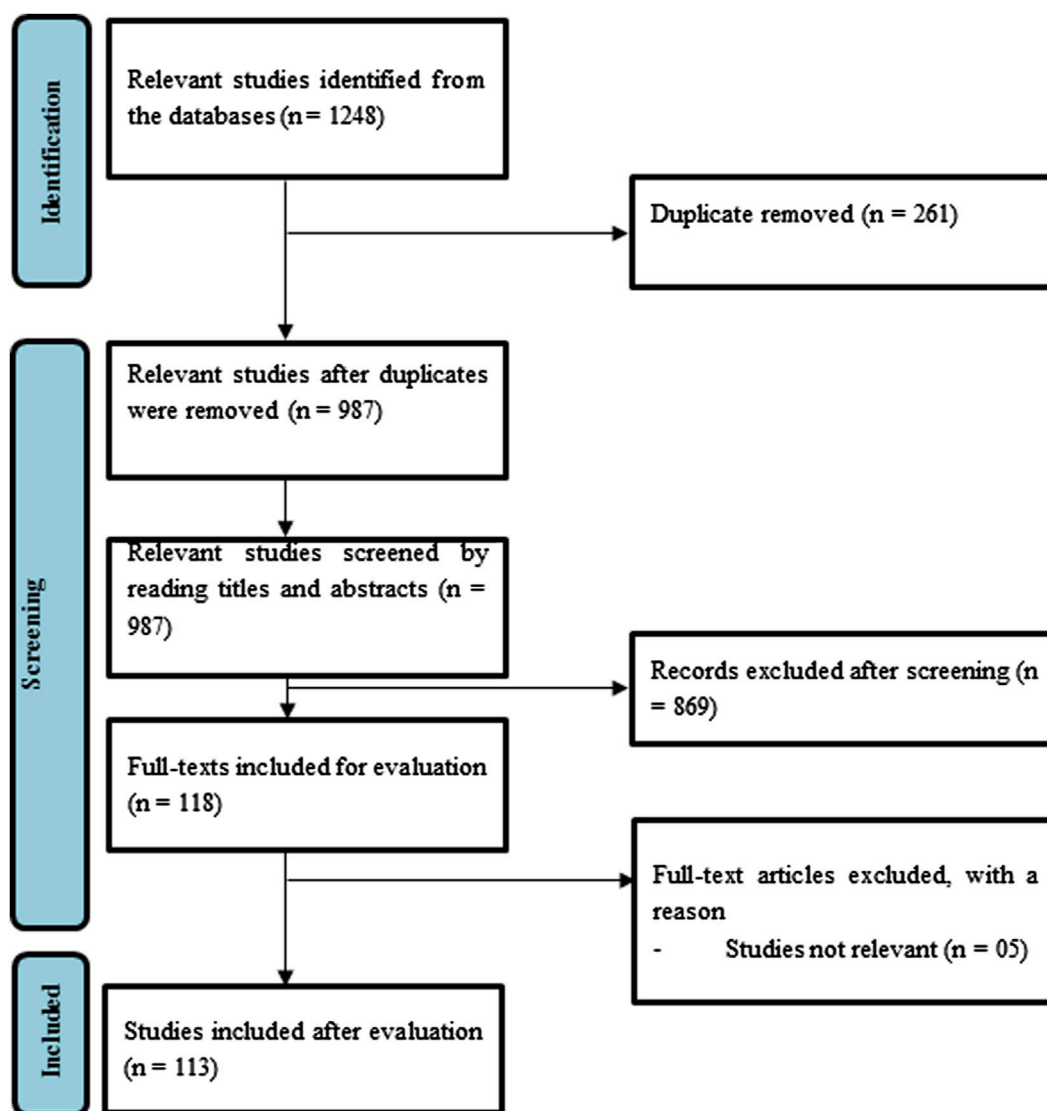 Identification
Relevant studies identified from
the databases (n = 1248)
Duplicate removed (n = 261)
Screening
Relevant studies after duplicates
were removed (n = 987)
Relevant studies screened by
reading titles and abstracts (n =
987)
Records excluded after screening (n
= 869)
Full-texts included for evaluation
(n = 118)
Full-text articles excluded, with a
reason
- Studies not relevant (n = 05)
Included
Studies included after evaluation
(n = 113)